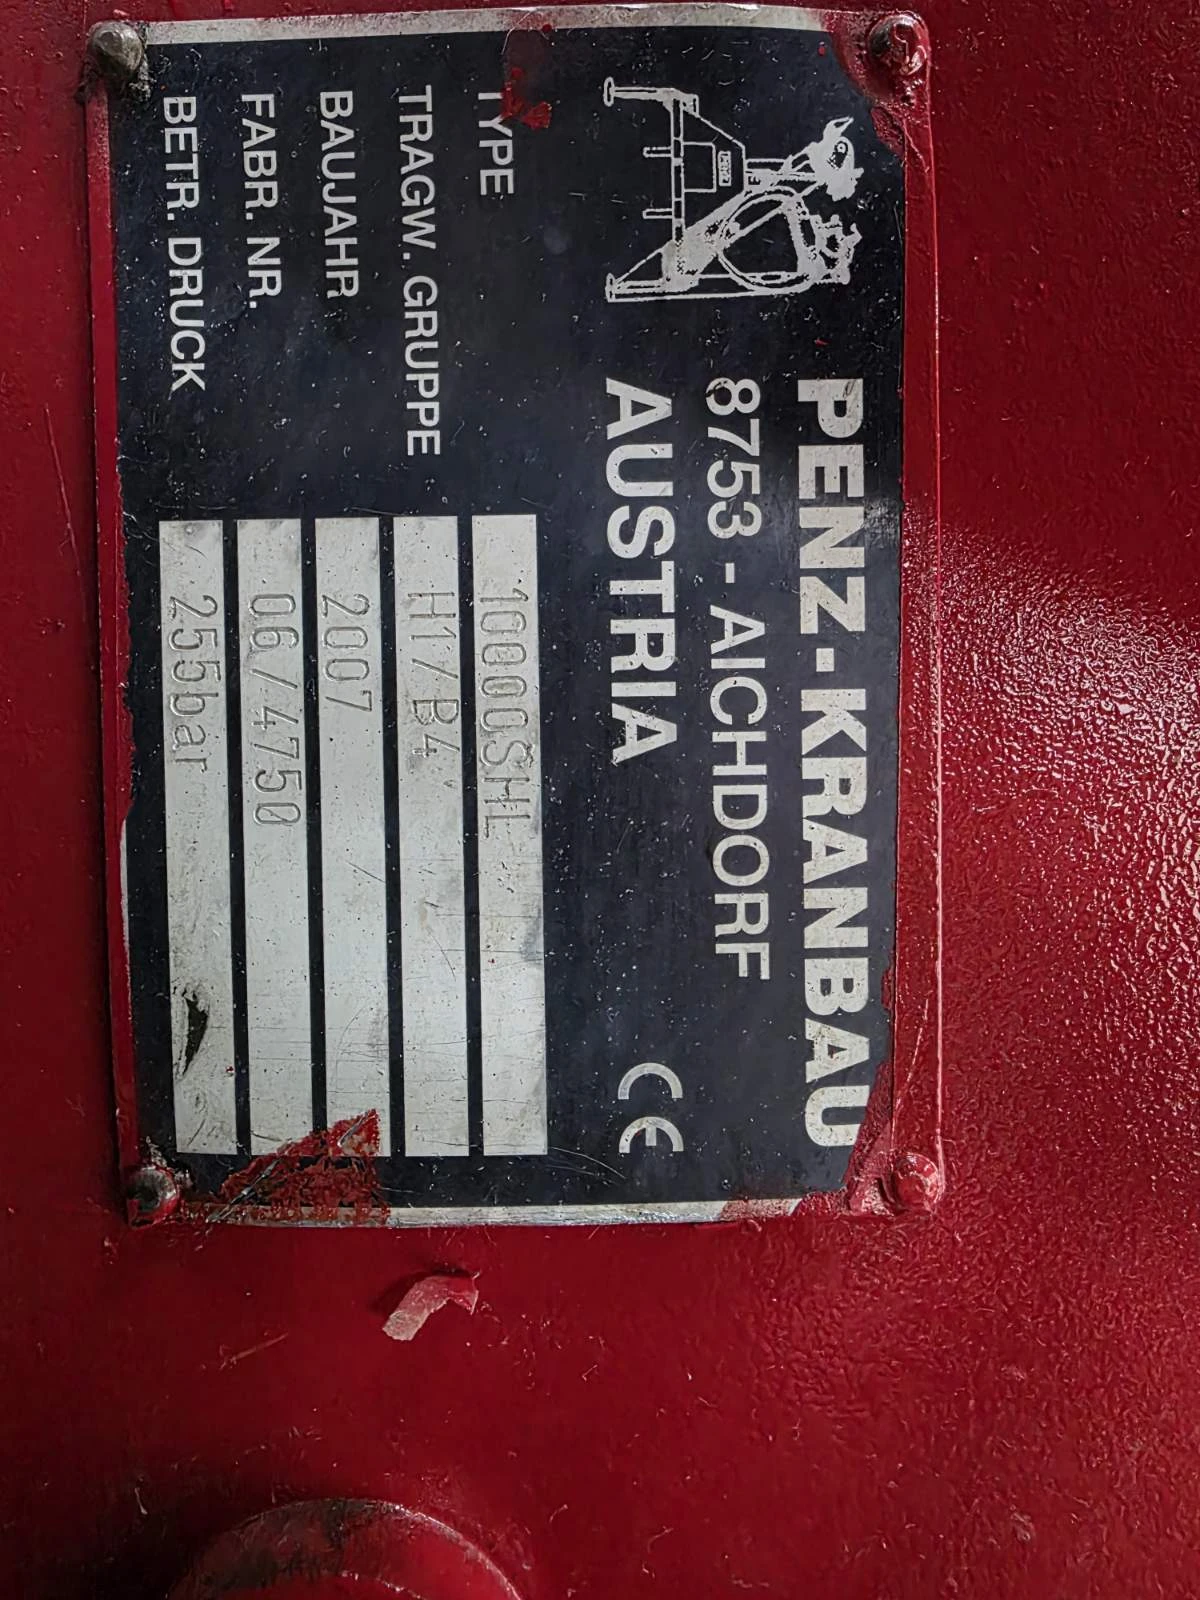 PENZ-KRANBAU
8753 - AICHDORF
AUSTRIA CE
TYPE 10000SHL
TRAGW. GRUPPE H1/B4
BAUJAHR 2007
FABR. NR. 06/4750
BETR. DRUCK 255bar